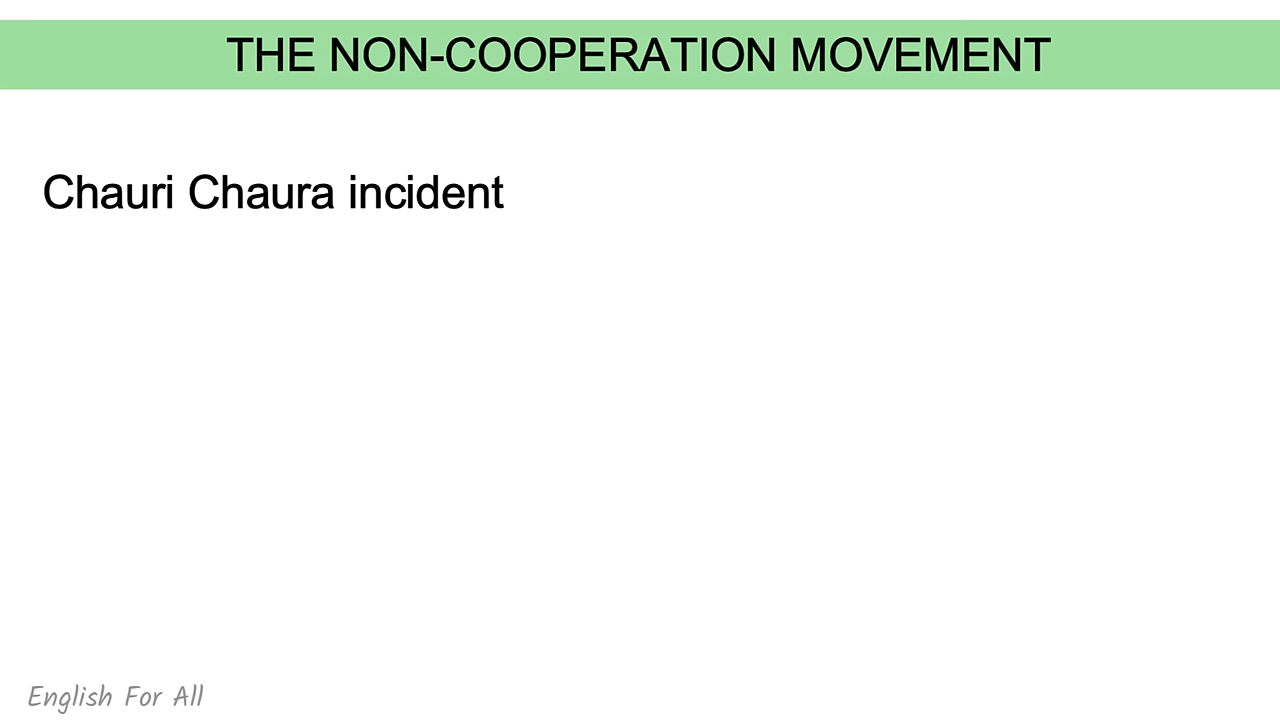 THE NON-COOPERATION MOVEMENT
Chauri Chaura incident
English For All